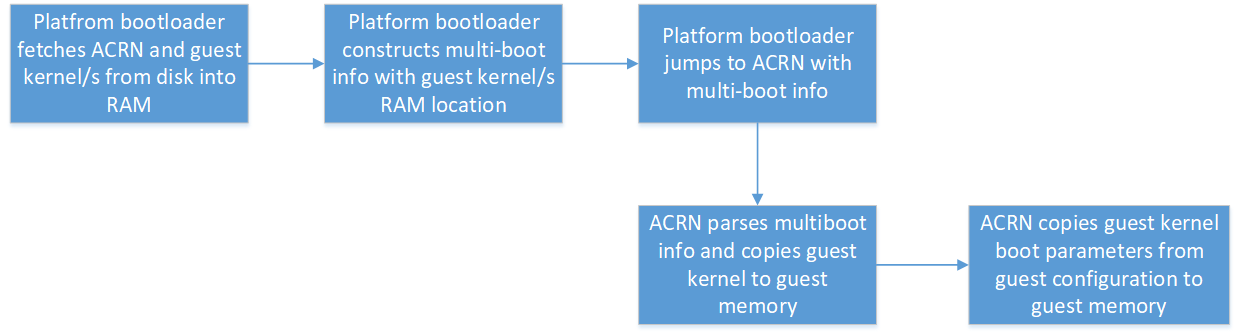 Platfrom bootloader
fetches ACRN and guest
kernel/s from disk into
RAM
Platform bootloader
constructs multi-boot
info with guest kernel/s
RAM location
Platform bootloader
jumps to ACRN with
multi-boot info
ACRN parses multiboot
info and copies guest
kernel to guest
memory
ACRN copies guest kernel
boot parameters from
guest configuration to
guest memory